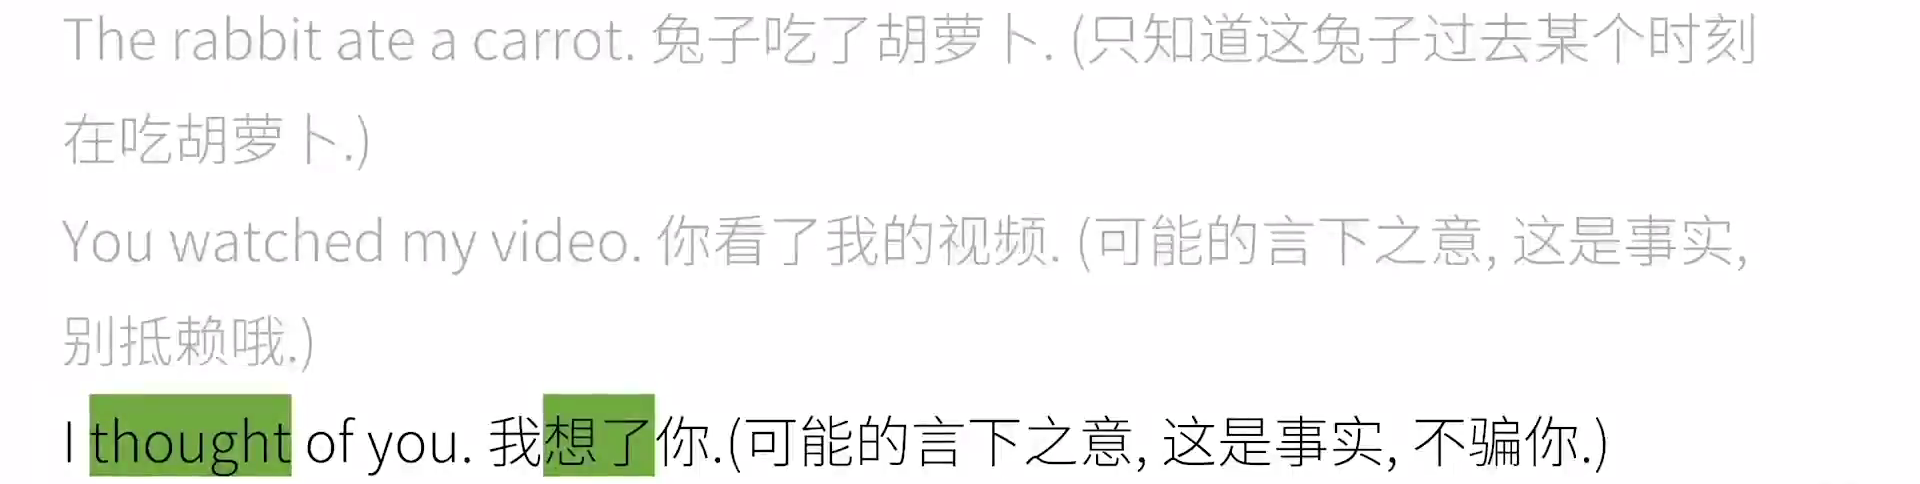 The rabbit ate a carrot. 兔子吃了胡萝卜. (只知道这兔子过去某个时刻
在吃胡萝卜.)
You watched my video. 你看了我的视频. (可能的言下之意, 这是事实,
别抵赖哦.)
I thought of you. 我想了你.(可能的言下之意, 这是事实, 不骗你.)